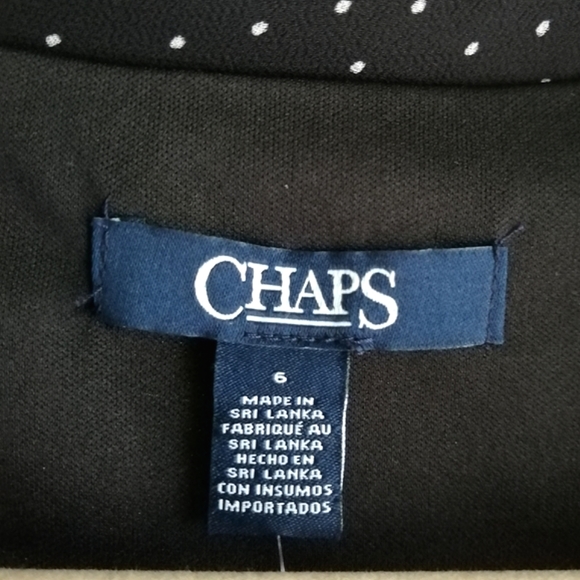 CHAPS
6
MADE IN
SRI LANKA
FABRIQUÉ AU
SRI LANKA
HECHO EN
SRI LANKA
CON INSUMOS
IMPORTADOS